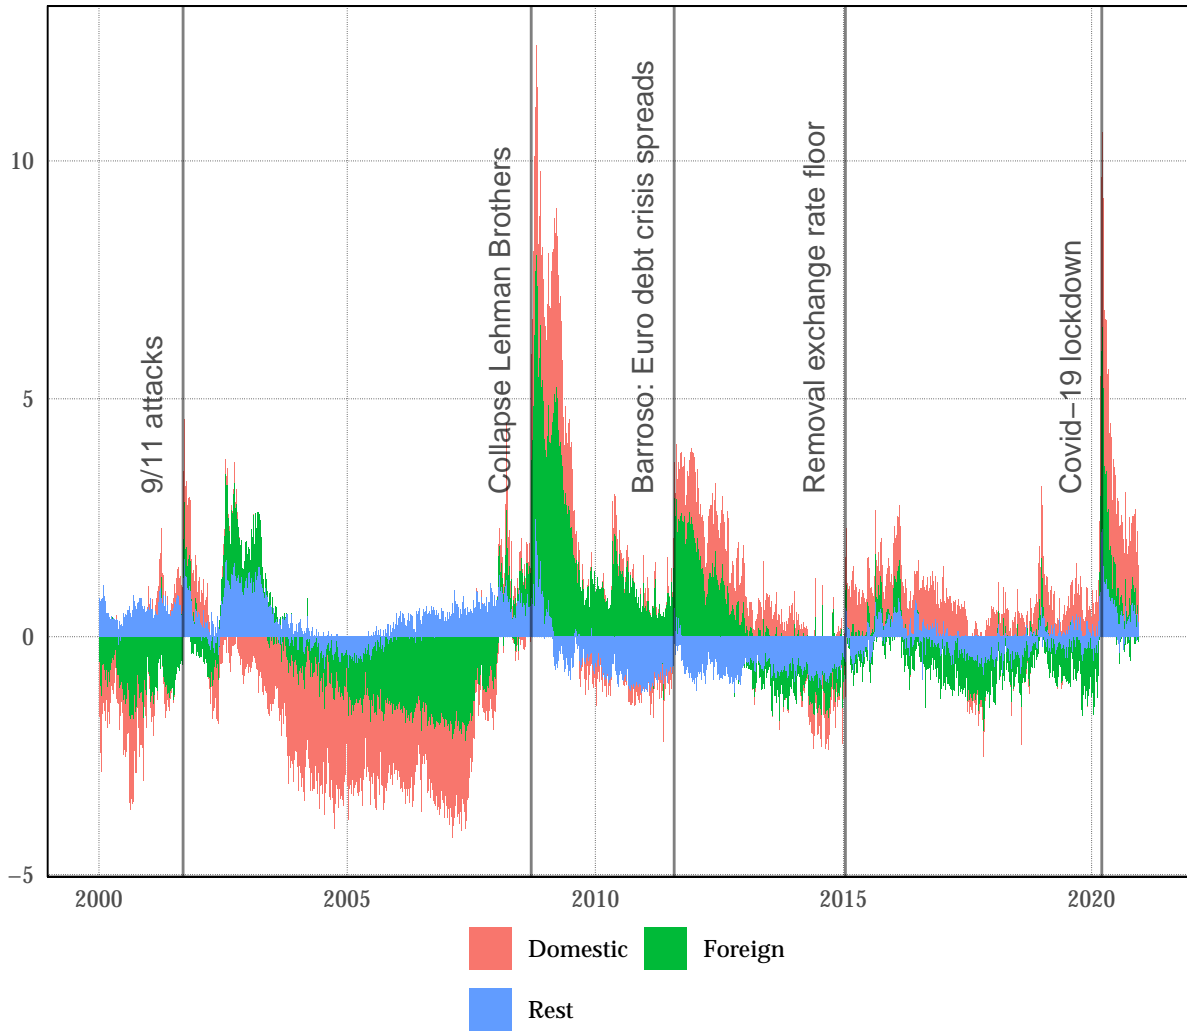 10
5
0
−5
9/11 attacks
Collapse Lehman Brothers
Barroso: Euro debt crisis spreads
Removal exchange rate floor
Covid−19 lockdown
2000
2005
2010
2015
2020
Domestic
Foreign
Rest